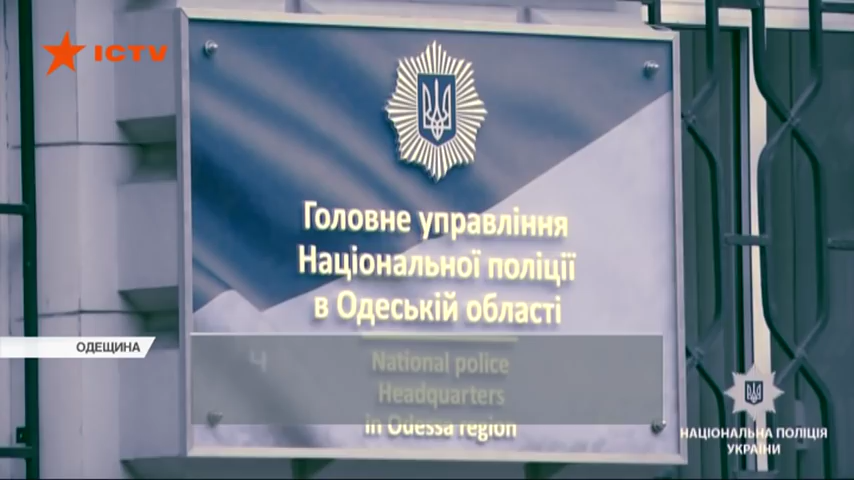 ICTV
Головне управління
Національної поліції
в Одеській області
ОДЕЩИНА
National police
Headquarters
in Odessa region
НАЦІОНАЛЬНА ПОЛІЦІЯ
УКРАЇНИ